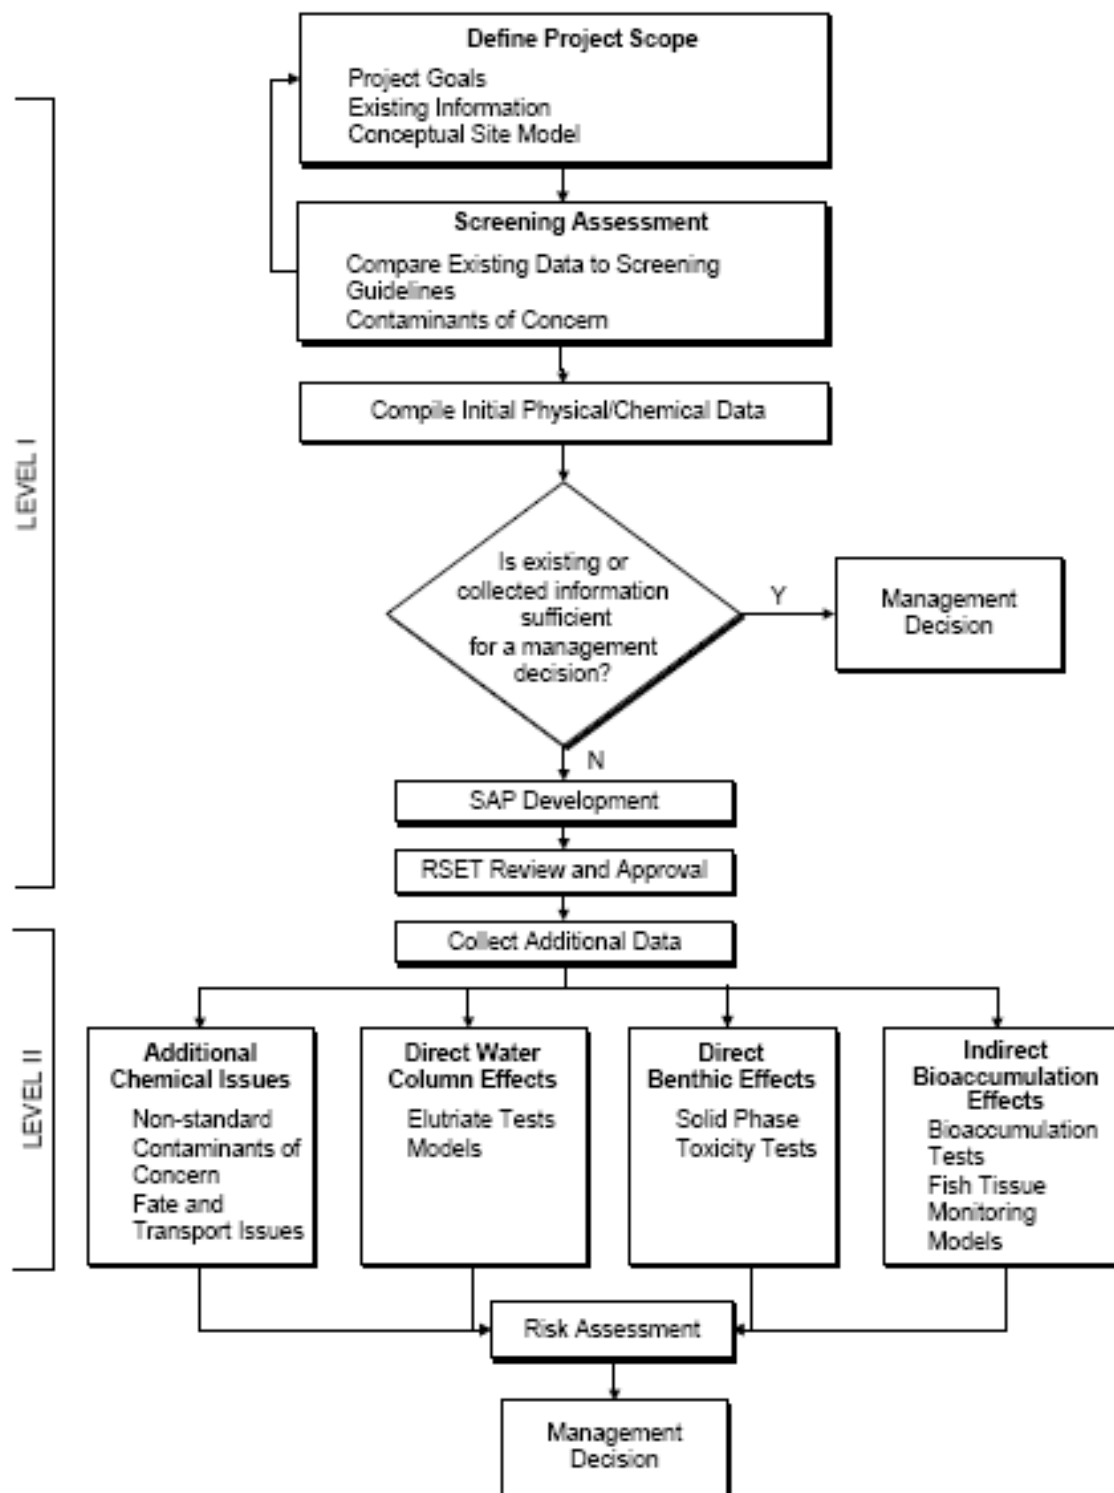 Define Project Scope
Project Goals
Existing Information
Conceptual Site Model
Screening Assessment
Compare Existing Data to Screening
Guidelines
Contaminants of Concern
Compile Initial Physical/Chemical Data
LEVEL I
Is existing or
collected information
sufficient
for a management
decision?
Y
Management
Decision
N
SAP Development
RSET Review and Approval
Collect Additional Data
LEVEL II
Additional
Chemical Issues
Non-standard
Contaminants of
Concern
Fate and
Transport Issues
Direct Water
Column Effects
Elutriate Tests
Models
Direct
Benthic Effects
Solid Phase
Toxicity Tests
Indirect
Bioaccumulation
Effects
Bioaccumulation
Tests
Fish Tissue
Monitoring
Models
Risk Assessment
Management
Decision